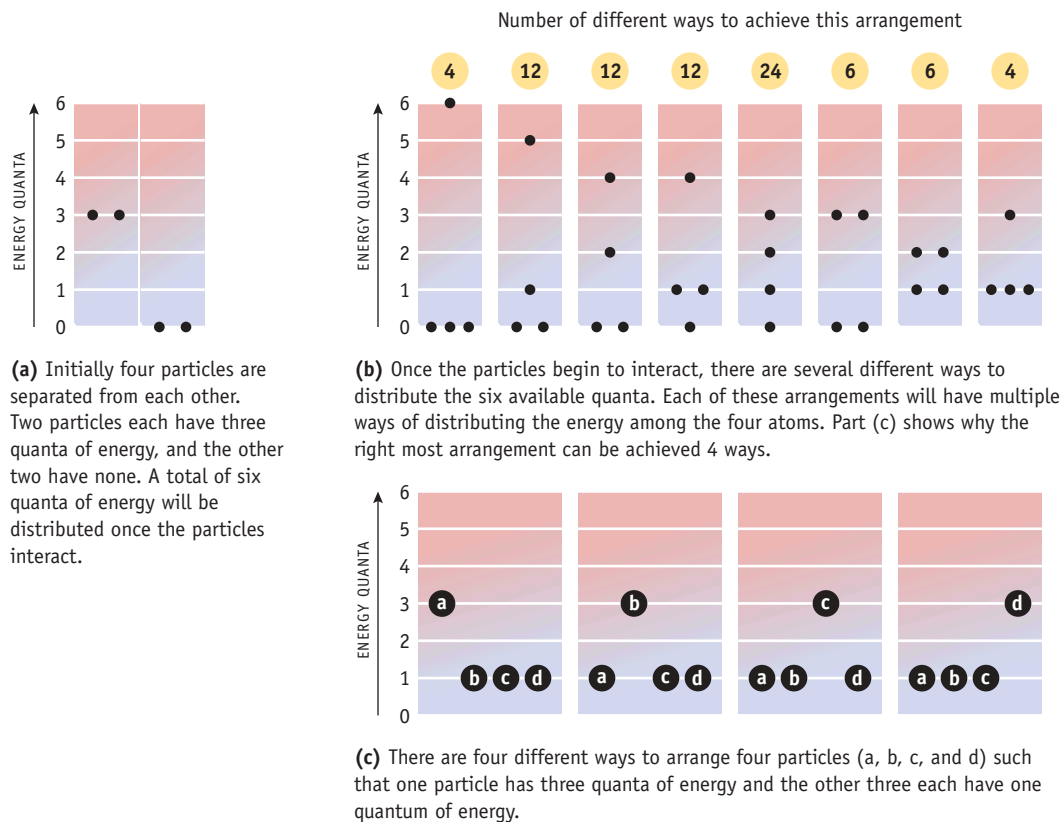 Number of different ways to achieve this arrangement
4 12 12 12 24 6 6 4
ENERGY QUANTA
6
5
4
3
2
1
0
(a) Initially four particles are
separated from each other.
Two particles each have three
quanta of energy, and the other
two have none. A total of six
quanta of energy will be
distributed once the particles
interact.
ENERGY QUANTA
6
5
4
3
2
1
0
(b) Once the particles begin to interact, there are several different ways to
distribute the six available quanta. Each of these arrangements will have multiple
ways of distributing the energy among the four atoms. Part (c) shows why the
right most arrangement can be achieved 4 ways.
ENERGY QUANTA
6
5
4
3
2
1
0
a b c d
b c d a c d a b d a b c
(c) There are four different ways to arrange four particles (a, b, c, and d) such
that one particle has three quanta of energy and the other three each have one
quantum of energy.